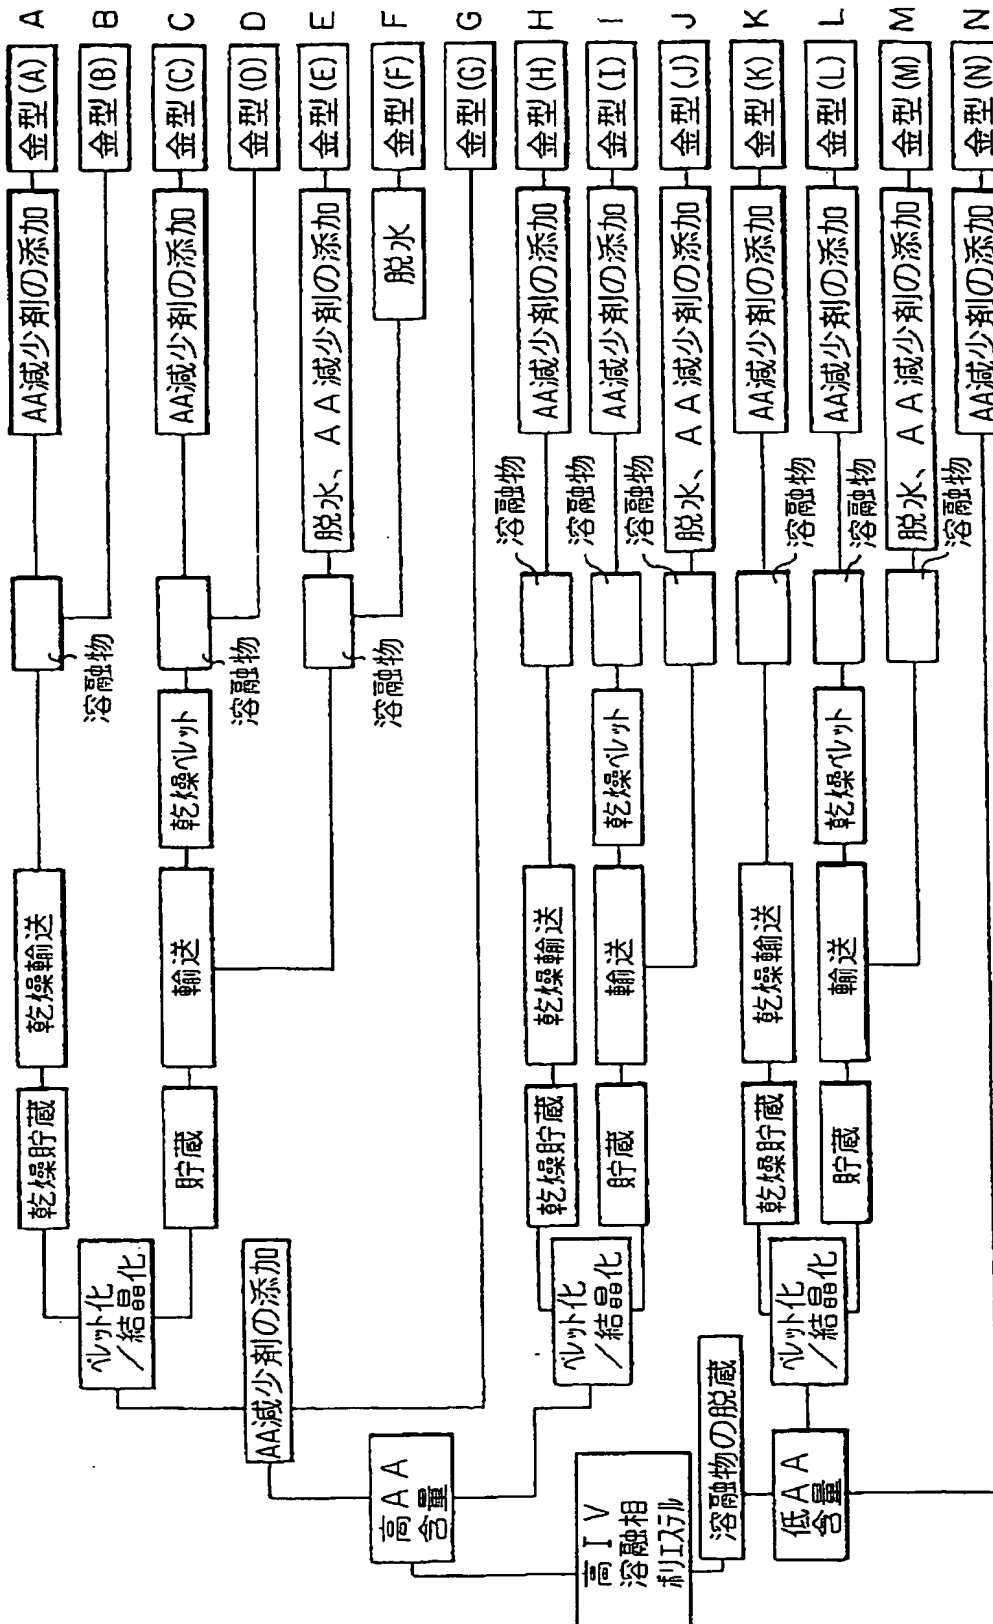 高ＩＶ
溶融相
ポリエステル
高ＡＡ
含量
溶融物の脱蔵
低ＡＡ
含量
AA減少剤の添加
ペレット化
／結晶化
乾燥貯蔵
乾燥輸送
溶融物
AA減少剤の添加
金型(A)
A
金型(B)
B
貯蔵
輸送
乾燥ペレット
溶融物
AA減少剤の添加
金型(C)
C
金型(D)
D
溶融物
脱水、ＡＡ減少剤の添加
金型(E)
E
脱水
金型(F)
F
金型(G)
G
ペレット化
／結晶化
乾燥貯蔵
乾燥輸送
溶融物
AA減少剤の添加
金型(H)
H
貯蔵
輸送
乾燥ペレット
溶融物
AA減少剤の添加
金型(I)
I
溶融物
脱水、ＡＡ減少剤の添加
金型(J)
J
ペレット化
／結晶化
乾燥貯蔵
乾燥輸送
溶融物
AA減少剤の添加
金型(K)
K
貯蔵
輸送
乾燥ペレット
溶融物
AA減少剤の添加
金型(L)
L
溶融物
脱水、ＡＡ減少剤の添加
金型(M)
M
AA減少剤の添加
金型(N)
N